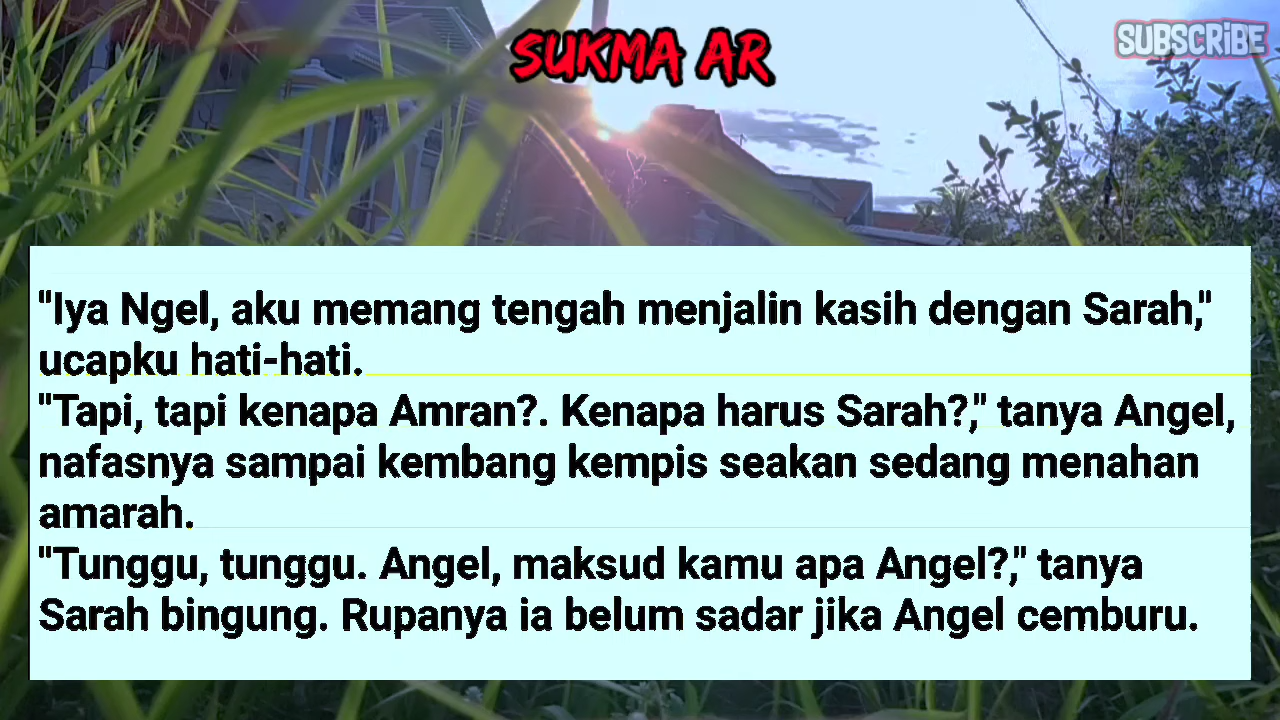 SUKMA AR
SUBSCRIBE
"Iya Ngel, aku memang tengah menjalin kasih dengan Sarah,"
ucapku hati-hati.
"Tapi, tapi kenapa Amran?. Kenapa harus Sarah?," tanya Angel,
nafasnya sampai kembang kempis seakan sedang menahan
amarah.
"Tunggu, tunggu. Angel, maksud kamu apa Angel?," tanya
Sarah bingung. Rupanya ia belum sadar jika Angel cemburu.